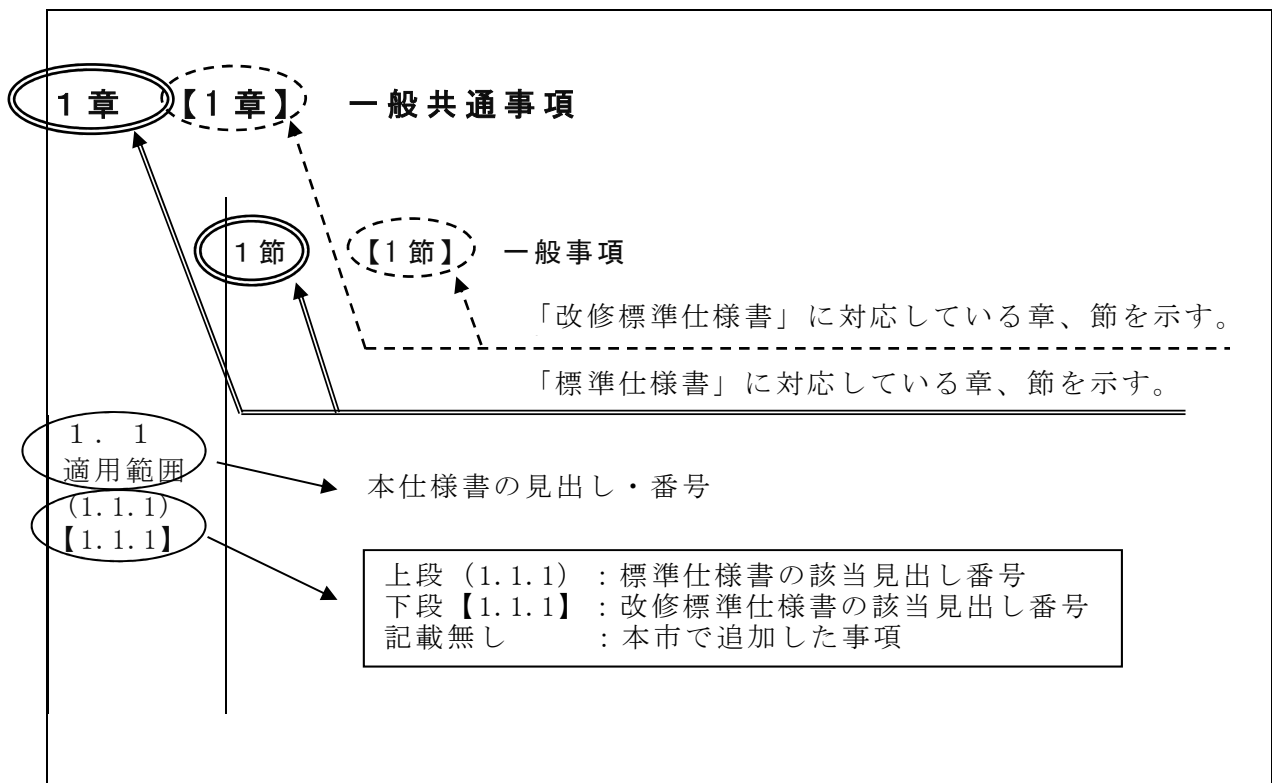 1章 【1章】 一般共通事項
1節 【1節】 一般事項
「改修標準仕様書」に対応している章、節を示す。
「標準仕様書」に対応している章、節を示す。
1．1
適用範囲
(1.1.1)
【1.1.1】
本仕様書の見出し・番号
上段(1.1.1)：標準仕様書の該当見出し番号
下段【1.1.1】：改修標準仕様書の該当見出し番号
記載無し ：本市で追加した事項